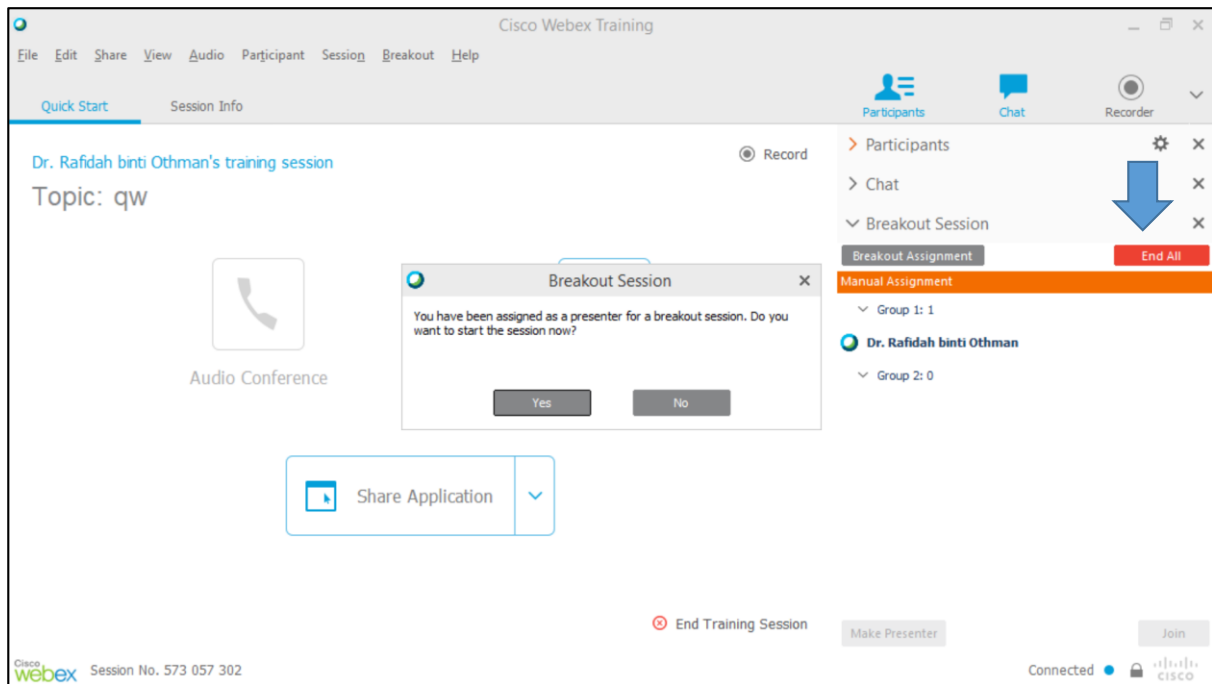 Cisco Webex Training
File Edit Share View Audio Participant Session Breakout Help
Quick Start Session Info
Participants Chat Recorder
Dr. Rafidah binti Othman's training session
Record
Topic: qw
Audio Conference
Share Application
End Training Session
Breakout Session
You have been assigned as a presenter for a breakout session. Do you
want to start the session now?
Yes No
Participants
Chat
Breakout Session
Breakout Assignment End All
Manual Assignment
Group 1: 1
Dr. Rafidah binti Othman
Group 2: 0
Make Presenter Join
Cisco
webex Session No. 573 057 302
Connected
CISCO